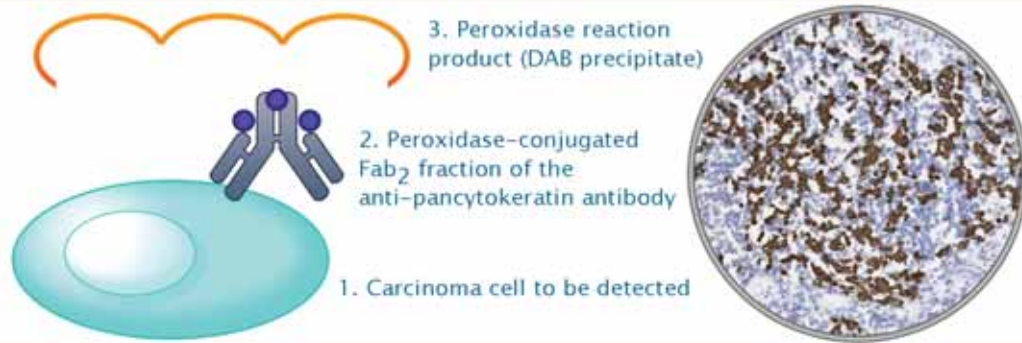 3. Peroxidase reaction
product (DAB precipitate)
2. Peroxidase-conjugated
Fab₂ fraction of the
anti-pancytokeratin antibody
1. Carcinoma cell to be detected